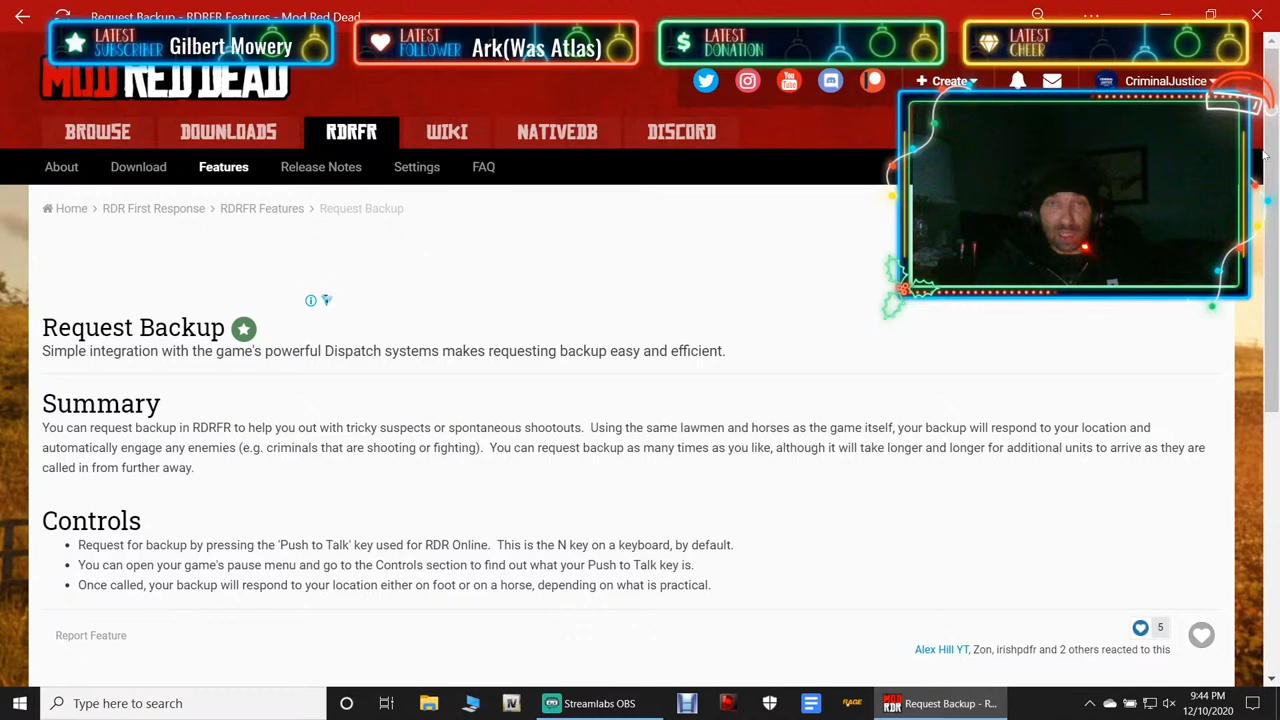 Request Backup - RDRFR Features - Mod Red Dead
LATEST SUBSCRIBER Gilbert Mowery
LATEST FOLLOWER Ark(Was Atlas)
LATEST DONATION
LATEST CHEER
MOD RED DEAD
+ Create
CriminalJustice
BROWSE DOWNLOADS RDRFR WIKI NATIVEDB DISCORD
About Download Features Release Notes Settings FAQ
Home > RDR First Response > RDRFR Features > Request Backup
Request Backup
Simple integration with the game's powerful Dispatch systems makes requesting backup easy and efficient.
Summary
You can request backup in RDRFR to help you out with tricky suspects or spontaneous shootouts. Using the same lawmen and horses as the game itself, your backup will respond to your location and
automatically engage any enemies (e.g. criminals that are shooting or fighting). You can request backup as many times as you like, although it will take longer and longer for additional units to arrive as they are
called in from further away.
Controls
• Request for backup by pressing the 'Push to Talk' key used for RDR Online. This is the N key on a keyboard, by default.
• You can open your game's pause menu and go to the Controls section to find out what your Push to Talk key is.
• Once called, your backup will respond to your location either on foot or on a horse, depending on what is practical.
Report Feature
5
Alex Hill YT, Zon, irishpdfr and 2 others reacted to this
Type here to search
IV
Streamlabs OBS
RAGE
MOD RDR
Request Backup - R...
9:44 PM
12/10/2020